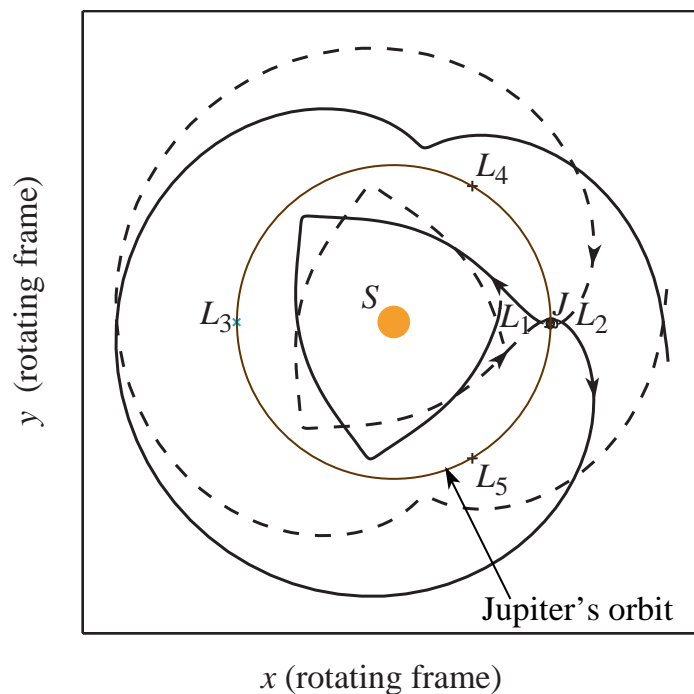 L4
S
J
L3
L1
L2
L5
Jupiter's orbit
y (rotating frame)
x (rotating frame)